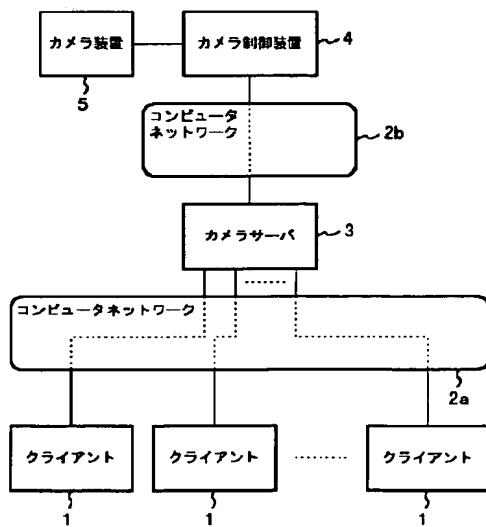 カメラ装置
カメラ制御装置
4
5
コンピュータ
ネットワーク
2b
カメラサーバ
3
コンピュータネットワーク
2a
クライアント
クライアント
クライアント
1
1
1